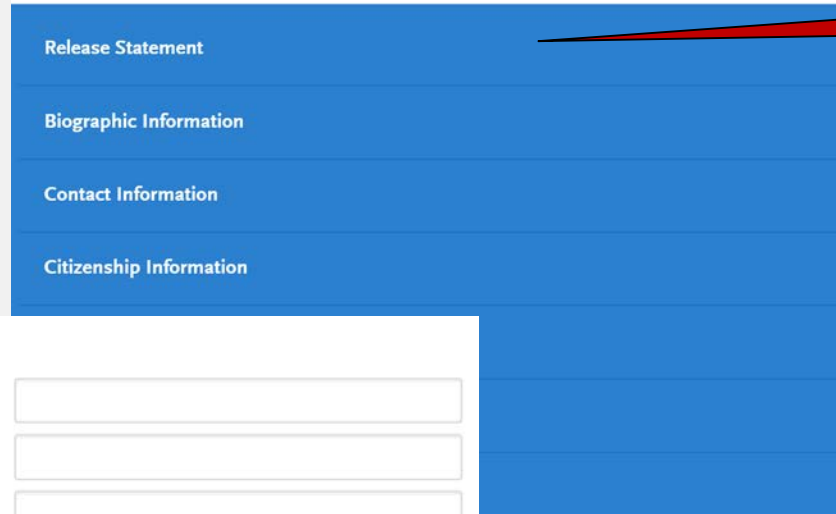 Release Statement
Biographic Information
Contact Information
Citizenship Information